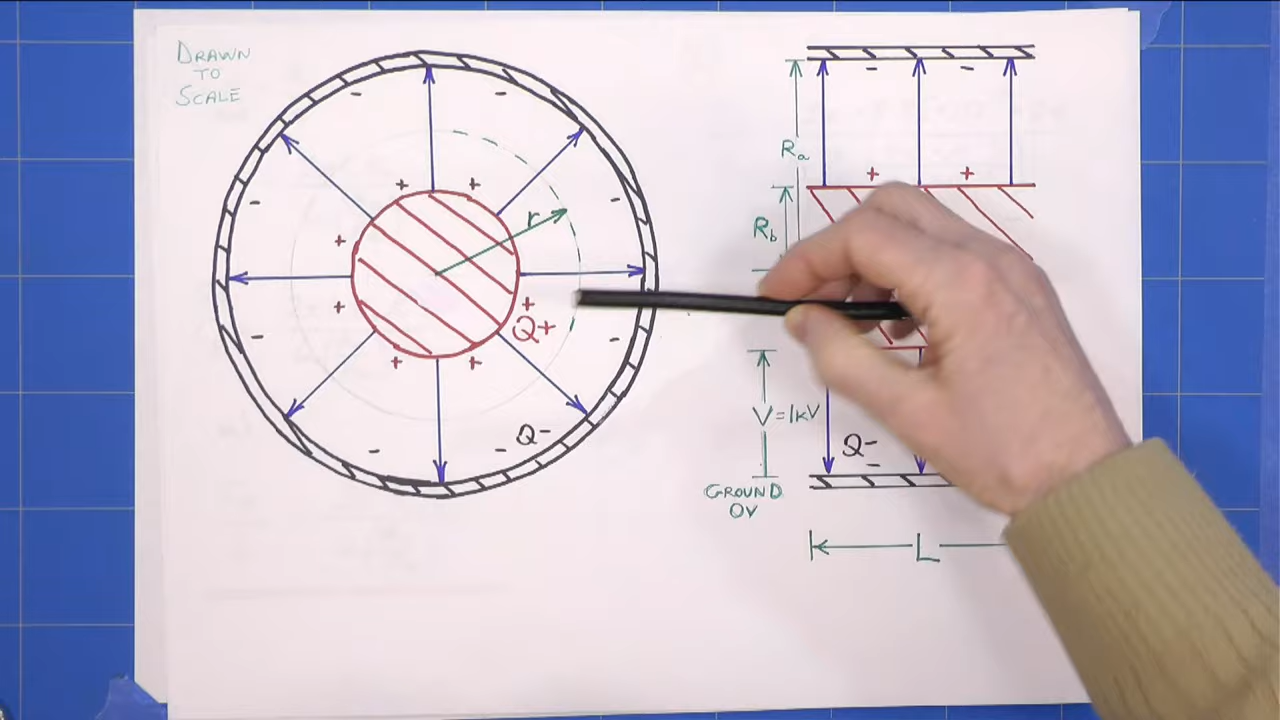 DRAWN
TO
SCALE
r
Q+
Q-
Ra
Rb
V=1kV
Q-
GROUND
0V
L